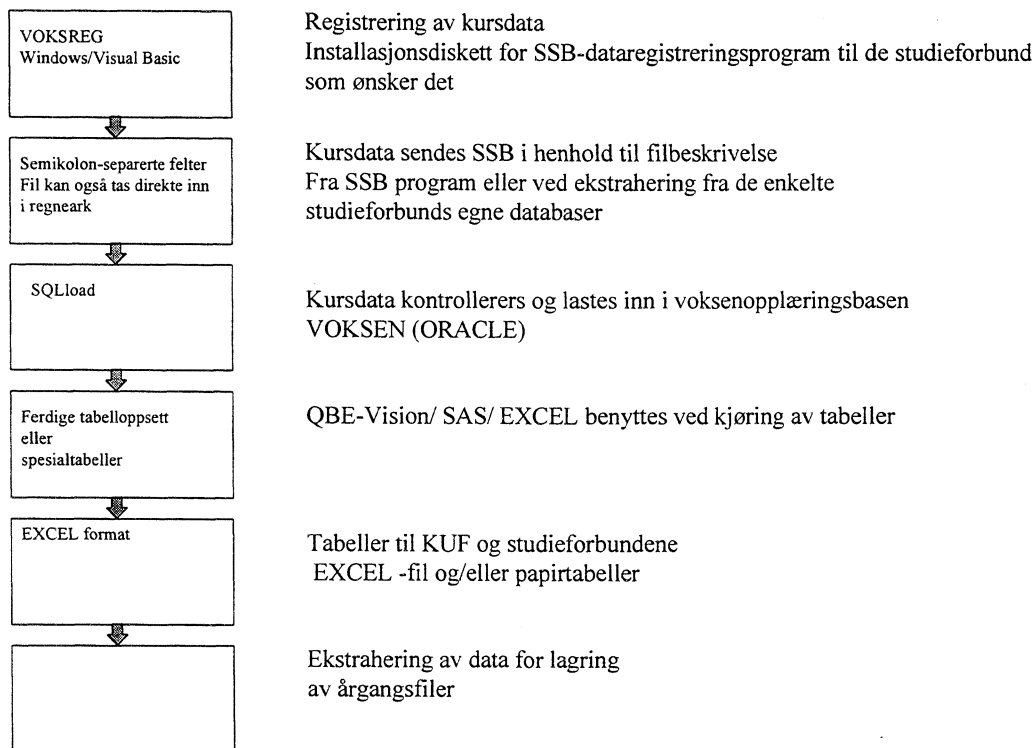 VOKSREG
Windows/Visual Basic
Registrering av kursdata
Installasjonsdiskett for SSB-dataregistreringsprogram til de studieforbund
som ønsker det
Semikolon-separerte felter
Fil kan også tas direkte inn
i regneark
Kursdata sendes SSB i henhold til filbeskrivelse
Fra SSB program eller ved ekstrahering fra de enkelte
studieforbunds egne databaser
SQLload
Kursdata kontrollerers og lastes inn i voksenopplæringsbasen
VOKSEN (ORACLE)
Ferdige tabelloppsett
eller
spesialtabeller
QBE-Vision/ SAS/ EXCEL benyttes ved kjøring av tabeller
EXCEL format
Tabeller til KUF og studieforbundene
EXCEL -fil og/eller papirtabeller
Ekstrahering av data for lagring
av årgangsfiler